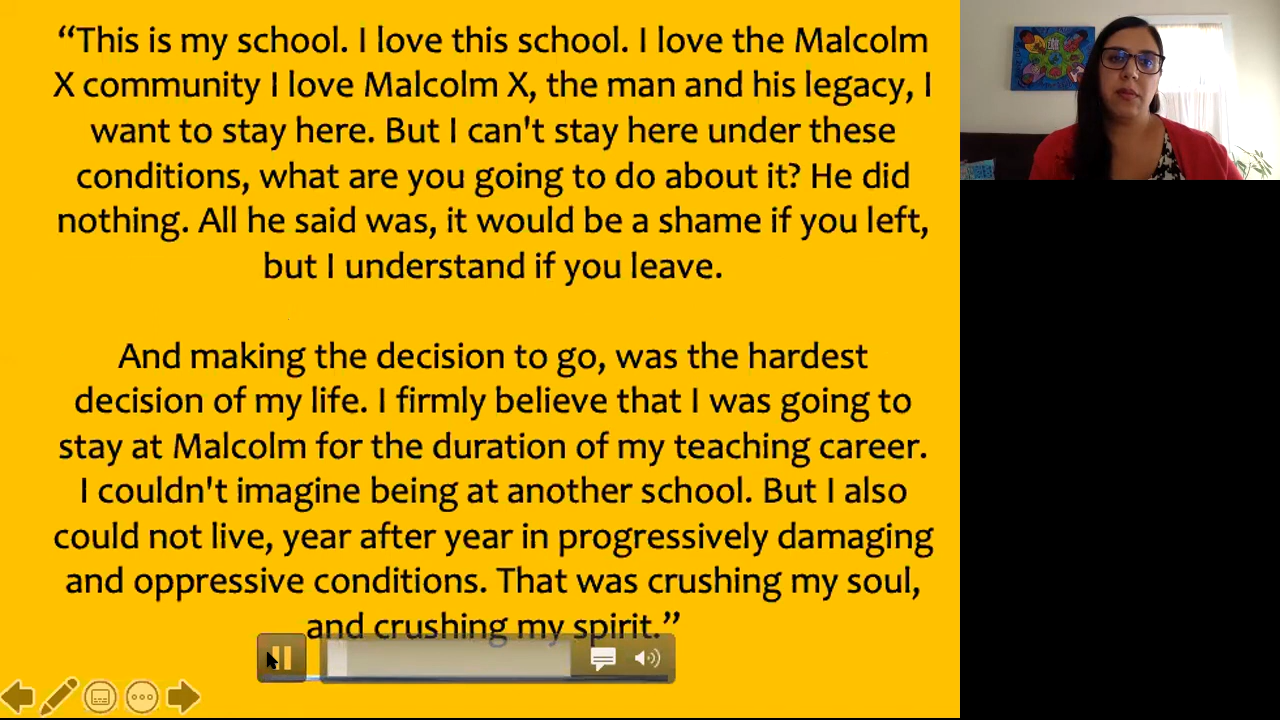 “This is my school. I love this school. I love the Malcolm
X community I love Malcolm X, the man and his legacy, I
want to stay here. But I can't stay here under these
conditions, what are you going to do about it? He did
nothing. All he said was, it would be a shame if you left,
but I understand if you leave.
And making the decision to go, was the hardest
decision of my life. I firmly believe that I was going to
stay at Malcolm for the duration of my teaching career.
I couldn't imagine being at another school. But I also
could not live, year after year in progressively damaging
and oppressive conditions. That was crushing my soul,
and crushing my spirit.”